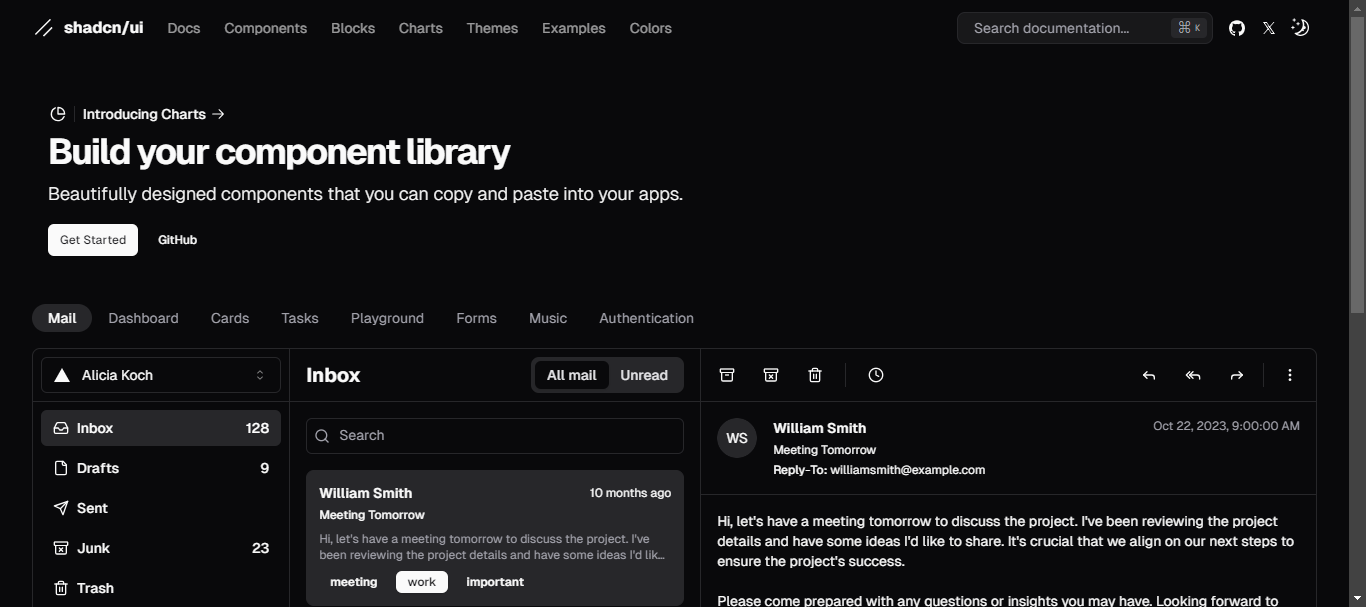 shadcn/ui Docs Components Blocks Charts Themes Examples Colors Search documentation... ⌘ K
Introducing Charts →
Build your component library
Beautifully designed components that you can copy and paste into your apps.
Get Started GitHub
Mail Dashboard Cards Tasks Playground Forms Music Authentication
Alicia Koch
Inbox 128
Drafts 9
Sent
Junk 23
Trash
Inbox All mail Unread
Search
William Smith 10 months ago
Meeting Tomorrow
Hi, let's have a meeting tomorrow to discuss the project. I've
been reviewing the project details and have some ideas I'd lik...
meeting work important
WS
William Smith Oct 22, 2023, 9:00:00 AM
Meeting Tomorrow
Reply-To: williamsmith@example.com
Hi, let's have a meeting tomorrow to discuss the project. I've been reviewing the project
details and have some ideas I'd like to share. It's crucial that we align on our next steps to
ensure the project's success.
Please come prepared with any questions or insights you may have. Looking forward to